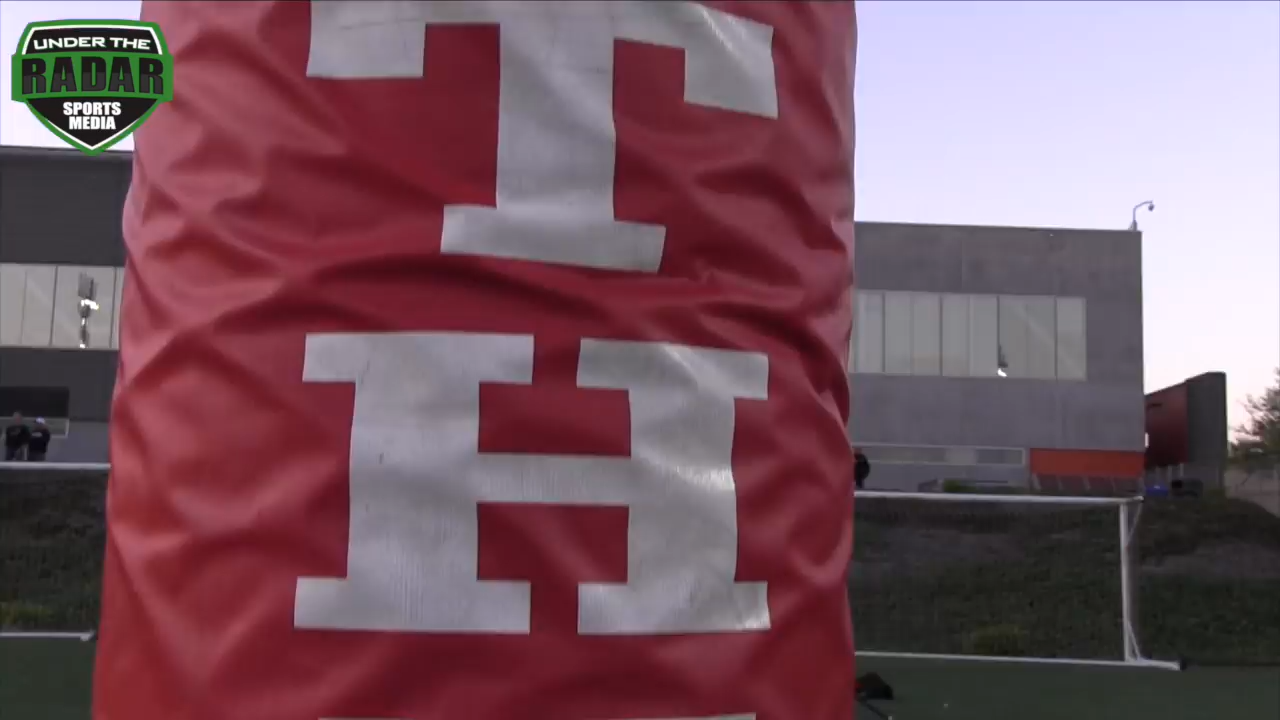 UNDER THE
RADAR
SPORTS
MEDIA
T
H